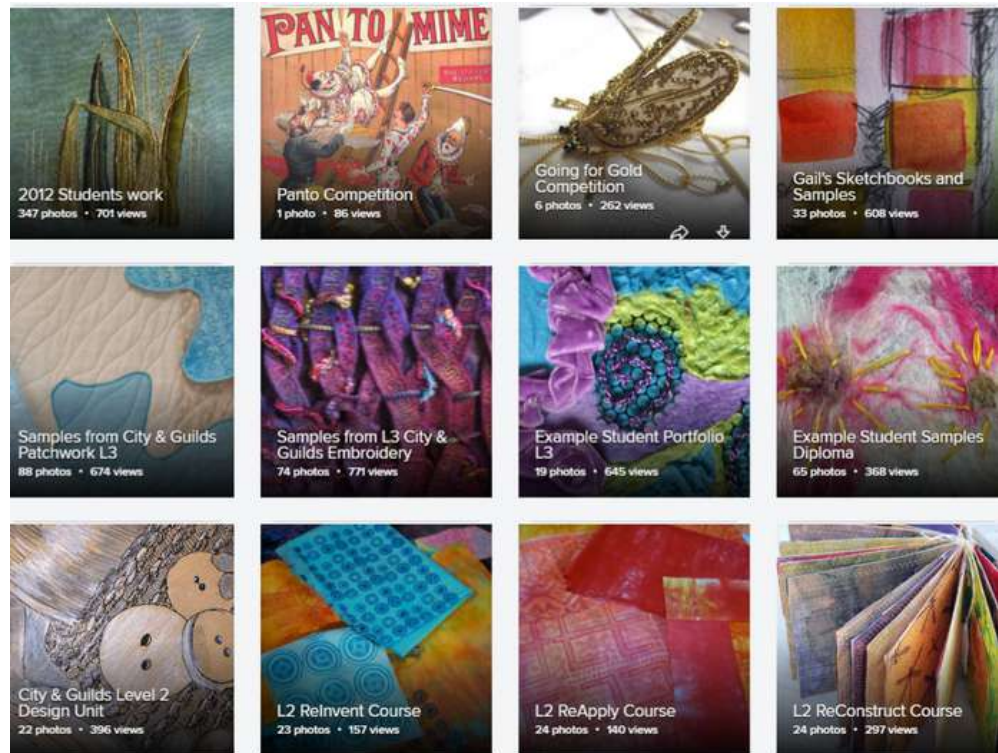 PAN TO MIME
2012 Students work
347 photos • 701 views
Panto Competition
1 photo • 86 views
Going for Gold
Competition
6 photos • 262 views
Gail's Sketchbooks and
Samples
33 photos • 608 views
Samples from City & Guilds
Patchwork L3
88 photos • 674 views
Samples from L3 City &
Guilds Embroidery
74 photos • 771 views
Example Student Portfolio
L3
19 photos • 645 views
Example Student Samples
Diploma
65 photos • 368 views
City & Guilds Level 2
Design Unit
22 photos • 396 views
L2 ReInvent Course
23 photos • 157 views
L2 ReApply Course
24 photos • 140 views
L2 ReConstruct Course
24 photos • 297 views